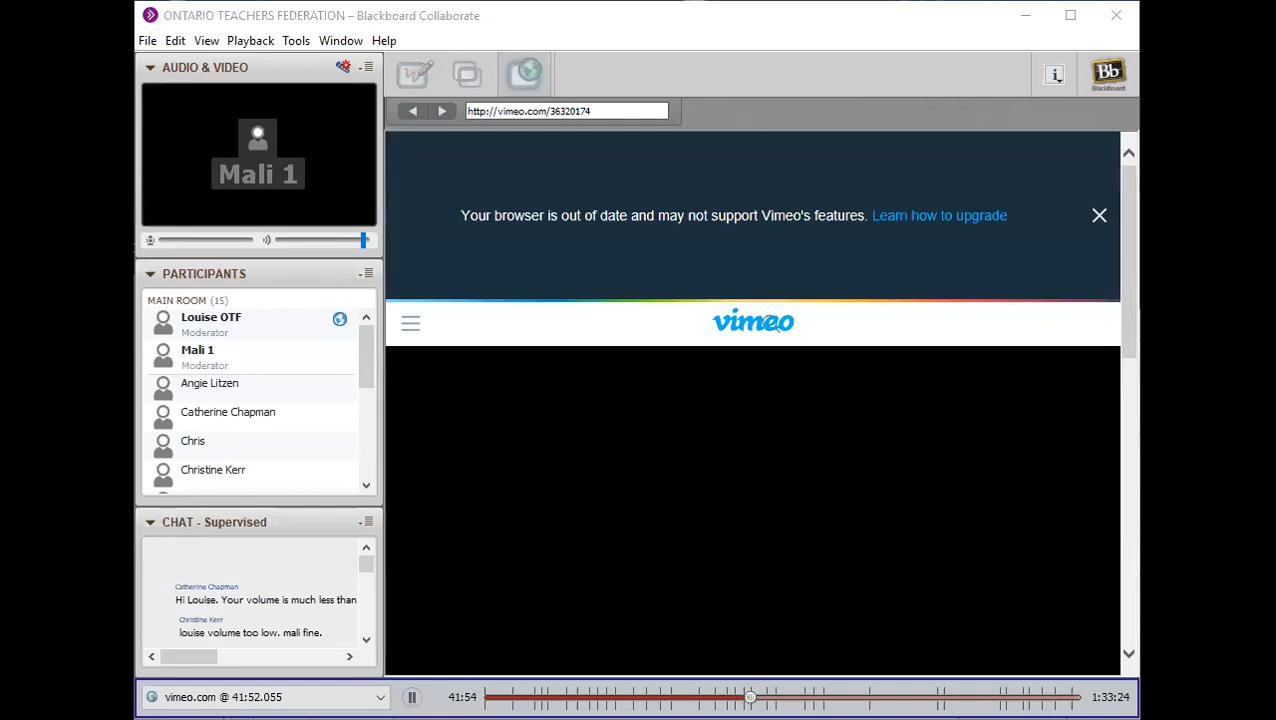 ONTARIO TEACHERS FEDERATION – Blackboard Collaborate
File Edit View Playback Tools Window Help
AUDIO & VIDEO
Mali 1
PARTICIPANTS
MAIN ROOM (15)
Louise OTF
Moderator
Mali 1
Moderator
Angie Litzen
Catherine Chapman
Chris
Christine Kerr
CHAT - Supervised
Catherine Chapman
Hi Louise. Your volume is much less than
Christine Kerr
louise volume too low. mali fine.
i
Bb
Blackboard
http://vimeo.com/36320174
Your browser is out of date and may not support Vimeo's features. Learn how to upgrade
vimeo
vimeo.com @ 41:52.055
41:54
1:33:24